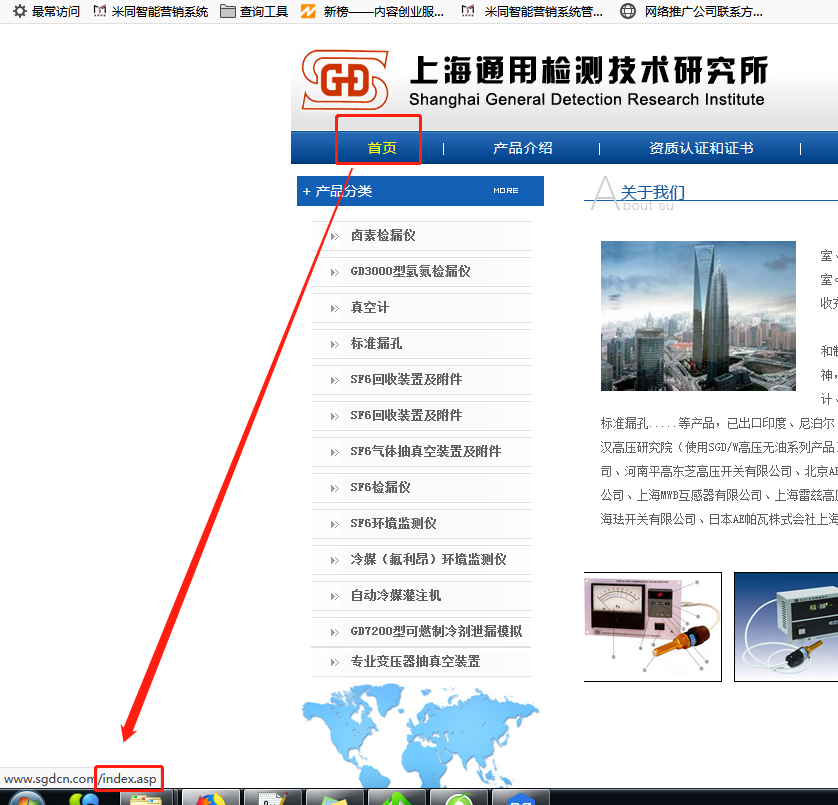 最常访问 米同智能营销系统 查询工具 新榜——内容创业服... 米同智能营销系统管... 网络推广公司联系方...
SGD
上海通用检测技术研究所
Shanghai General Detection Research Institute
首页 | 产品介绍 | 资质认证和证书 |
+ 产品分类 MORE
关于我们
About su
卤素检漏仪
GD3000型氢氮检漏仪
真空计
标准漏孔
SF6回收装置及附件
SF6回收装置及附件
SF6气体抽真空装置及附件
SF6检漏仪
SF6环境监测仪
冷媒（氟利昂）环境监测仪
自动冷媒灌注机
GD7200型可燃制冷剂泄漏模拟
专业变压器抽真空装置
室、
室。
收充
和制
神，
计、
标准漏孔.....等产品，已出口印度、尼泊尔
汉高压研究院（使用SGD/W高压无油系列产品
司、河南平高东芝高压开关有限公司、北京AB
公司、上海MWB互感器有限公司、上海雷兹高压
海珐开关有限公司、日本AE帕瓦株式会社上海
www.sgdcn.com/index.asp